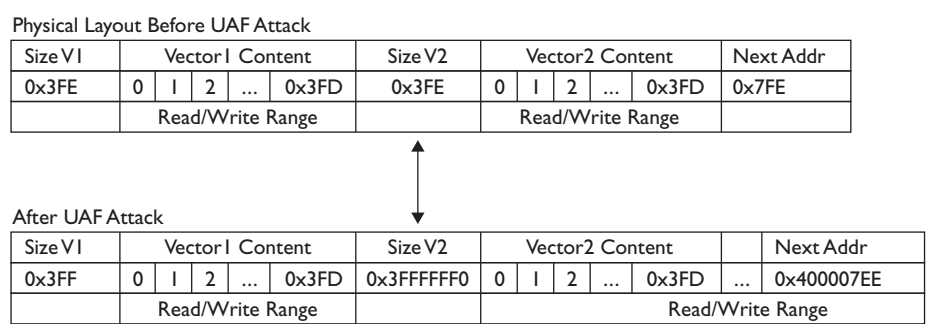 Physical Layout Before UAF Attack
Size V1 Vector1 Content Size V2 Vector2 Content Next Addr
0x3FE 0 1 2 ... 0x3FD 0x3FE 0 1 2 ... 0x3FD 0x7FE
Read/Write Range Read/Write Range
After UAF Attack
Size V1 Vector1 Content Size V2 Vector2 Content Next Addr
0x3FF 0 1 2 ... 0x3FD 0x3FFFFFF0 0 1 2 ... 0x3FD ... 0x400007EE
Read/Write Range Read/Write Range